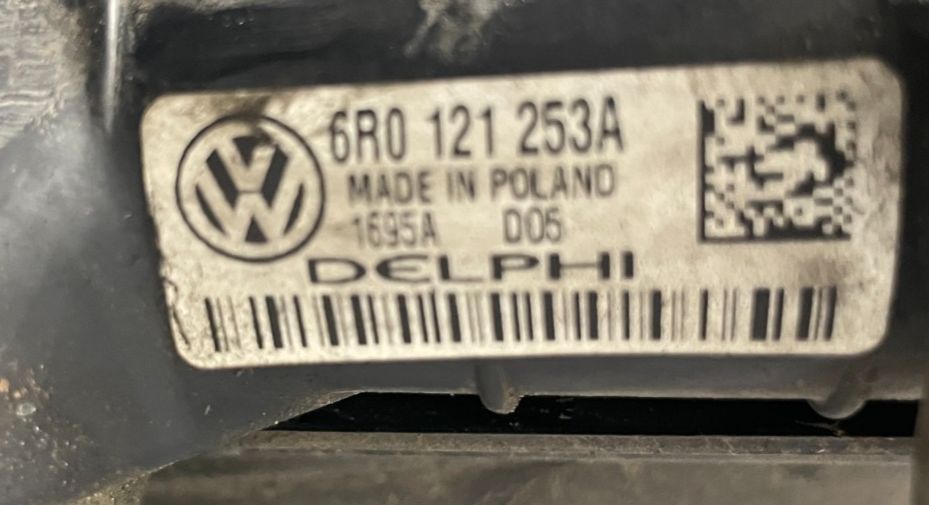 6R0 121 253A
MADE IN POLAND
1695A D05
DELPHI